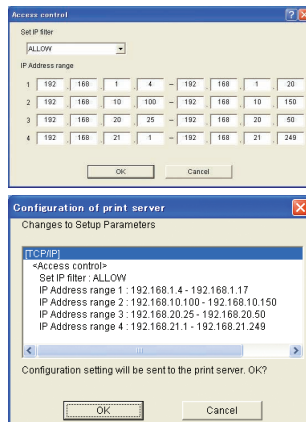 Access control
Set IP filter
ALLOW
IP Address range
1 192 . 168 . 1 . 4 – 192 . 168 . 1 . 20
2 192 . 168 . 10 . 100 – 192 . 168 . 10 . 150
3 192 . 168 . 20 . 25 – 192 . 168 . 20 . 50
4 192 . 168 . 21 . 1 – 192 . 168 . 21 . 249
OK Cancel
Configuration of print server
Changes to Setup Parameters
[TCP/IP]
<Access control>
Set IP filter : ALLOW
IP Address range 1 : 192.168.1.4 - 192.168.1.17
IP Address range 2 : 192.168.10.100 - 192.168.10.150
IP Address range 3 : 192.168.20.25 - 192.168.20.50
IP Address range 4 : 192.168.21.1 - 192.168.21.249
Configuration setting will be sent to the print server. OK?
OK Cancel